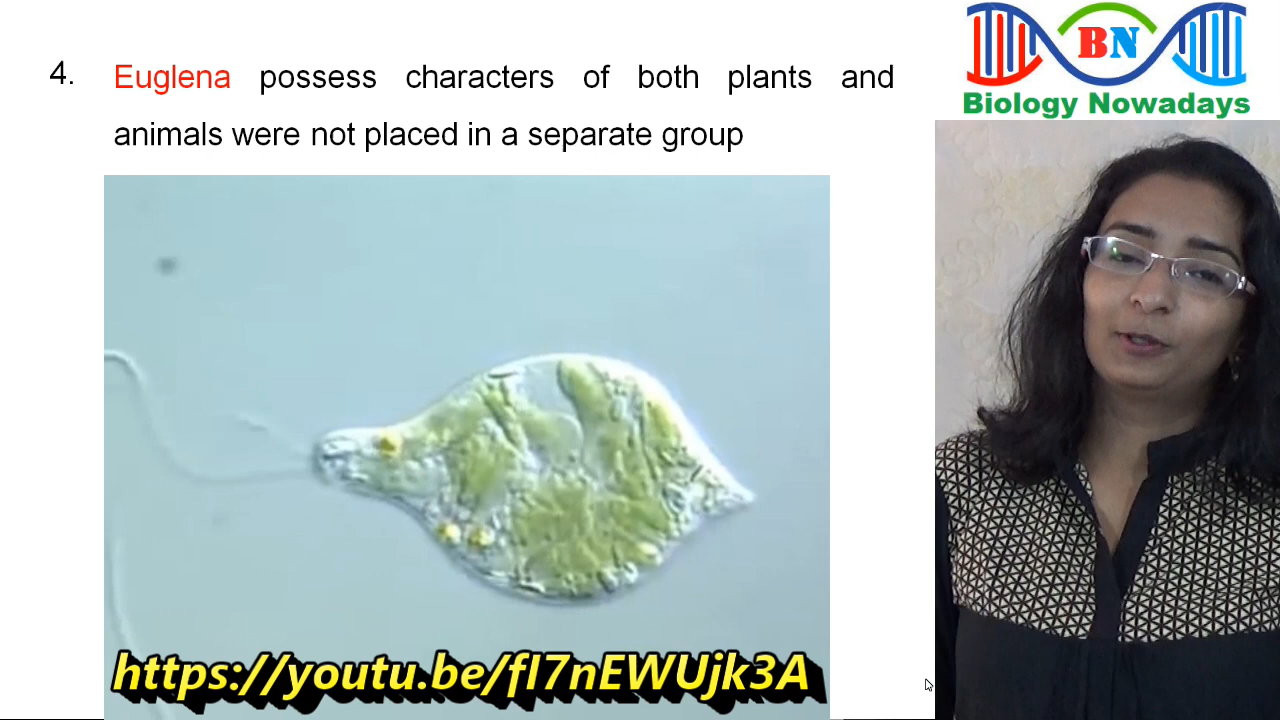 4. Euglena possess characters of both plants and
animals were not placed in a separate group
BN
Biology Nowadays
https://youtu.be/fI7nEWUjk3A